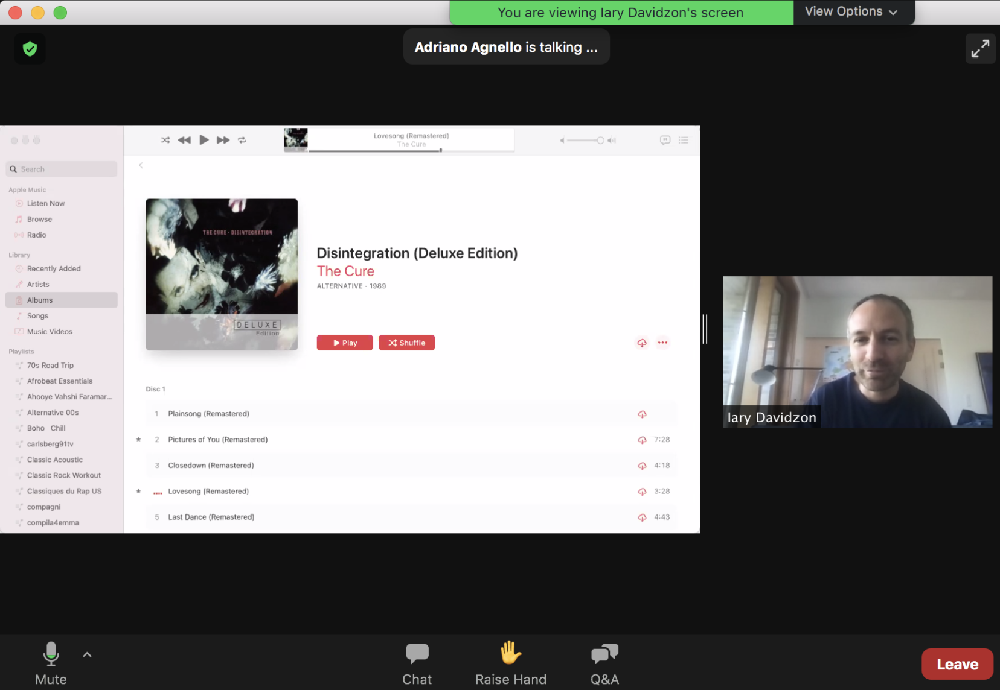 You are viewing Iary Davidzon's screen
View Options
Adriano Agnello is talking ...
Lovesong (Remastered)
The Cure
Search
Apple Music
Listen Now
Browse
Radio
Library
Recently Added
Artists
Albums
Songs
Music Videos
Playlists
70s Road Trip
Afrobeat Essentials
Ahooye Vahshi Faramar...
Alternative 00s
Boho Chill
carlsberg91tv
Classic Acoustic
Classic Rock Workout
Classiques du Rap US
compagni
compila4emma
THE CURE · DISINTEGRATION
DELUXE
Edition
Disintegration (Deluxe Edition)
The Cure
ALTERNATIVE · 1989
Play
Shuffle
Disc 1
1 Plainsong (Remastered)
2 Pictures of You (Remastered) 7:28
3 Closedown (Remastered) 4:18
Lovesong (Remastered) 3:28
5 Last Dance (Remastered) 4:43
Iary Davidzon
Mute
Chat
Raise Hand
Q&A
Leave